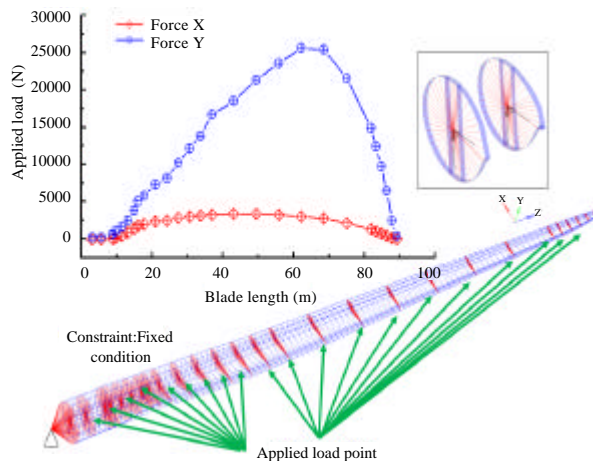 Force X
Force Y
Applied load (N)
30000
25000
20000
15000
10000
5000
0
0 20 40 60 80 100
Blade length (m)
X Y Z
Constraint:Fixed
condition
Applied load point